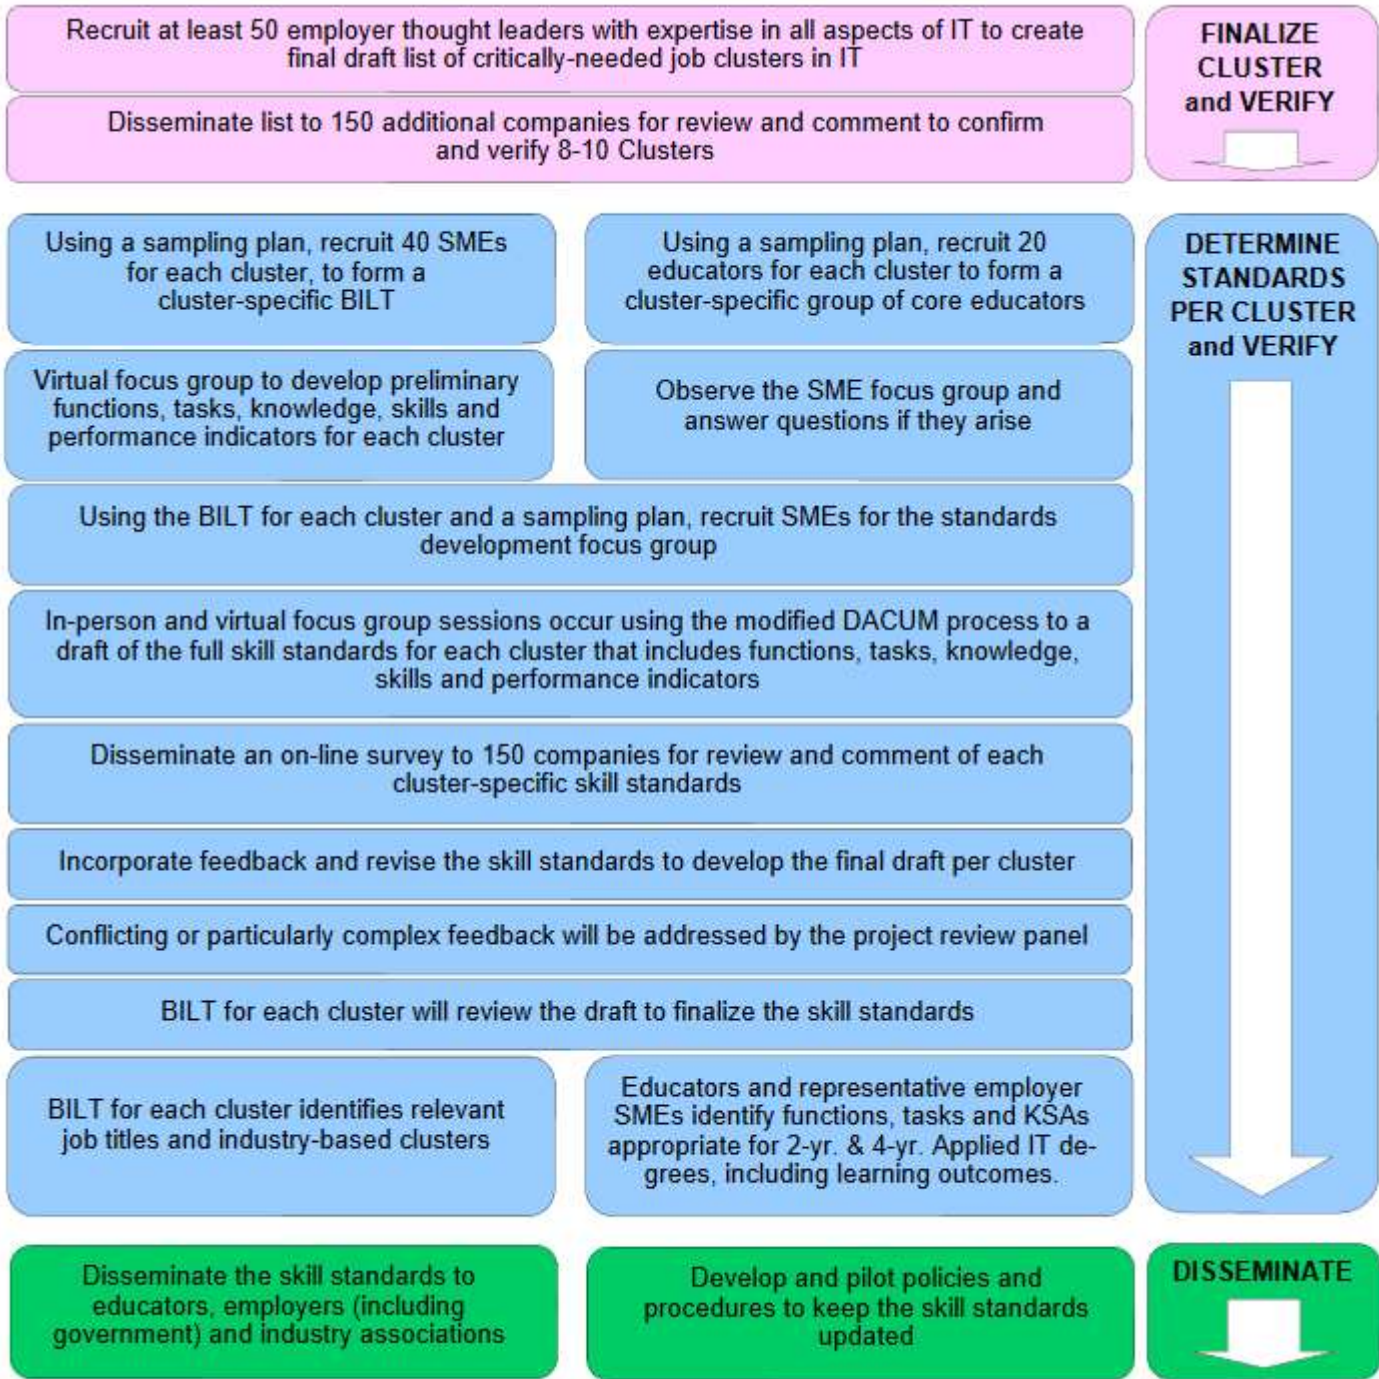 Recruit at least 50 employer thought leaders with expertise in all aspects of IT to create
final draft list of critically-needed job clusters in IT
Disseminate list to 150 additional companies for review and comment to confirm
and verify 8-10 Clusters
FINALIZE
CLUSTER
and VERIFY
Using a sampling plan, recruit 40 SMEs
for each cluster, to form a
cluster-specific BILT
Using a sampling plan, recruit 20
educators for each cluster to form a
cluster-specific group of core educators
DETERMINE
STANDARDS
PER CLUSTER
and VERIFY
Virtual focus group to develop preliminary
functions, tasks, knowledge, skills and
performance indicators for each cluster
Observe the SME focus group and
answer questions if they arise
Using the BILT for each cluster and a sampling plan, recruit SMEs for the standards
development focus group
In-person and virtual focus group sessions occur using the modified DACUM process to a
draft of the full skill standards for each cluster that includes functions, tasks, knowledge,
skills and performance indicators
Disseminate an on-line survey to 150 companies for review and comment of each
cluster-specific skill standards
Incorporate feedback and revise the skill standards to develop the final draft per cluster
Conflicting or particularly complex feedback will be addressed by the project review panel
BILT for each cluster will review the draft to finalize the skill standards
BILT for each cluster identifies relevant
job titles and industry-based clusters
Educators and representative employer
SMEs identify functions, tasks and KSAs
appropriate for 2-yr. & 4-yr. Applied IT de-
grees, including learning outcomes.
Disseminate the skill standards to
educators, employers (including
government) and industry associations
Develop and pilot policies and
procedures to keep the skill standards
updated
DISSEMINATE